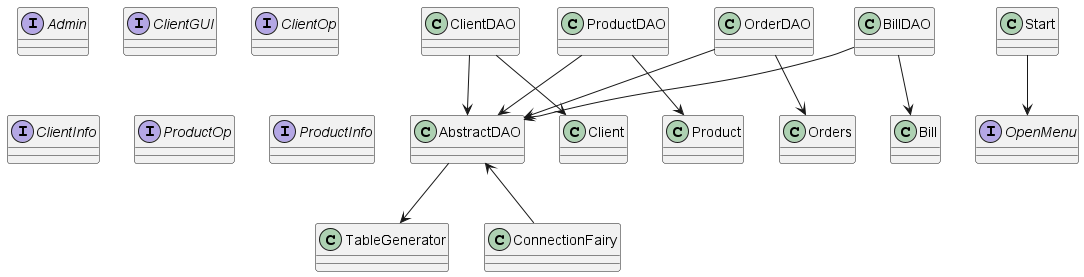 I Admin
I ClientGUI
I ClientOp
C ClientDAO
C ProductDAO
C OrderDAO
C BillDAO
C Start
I ClientInfo
I ProductOp
I ProductInfo
C AbstractDAO
C Client
C Product
C Orders
C Bill
I OpenMenu
C TableGenerator
C ConnectionFairy